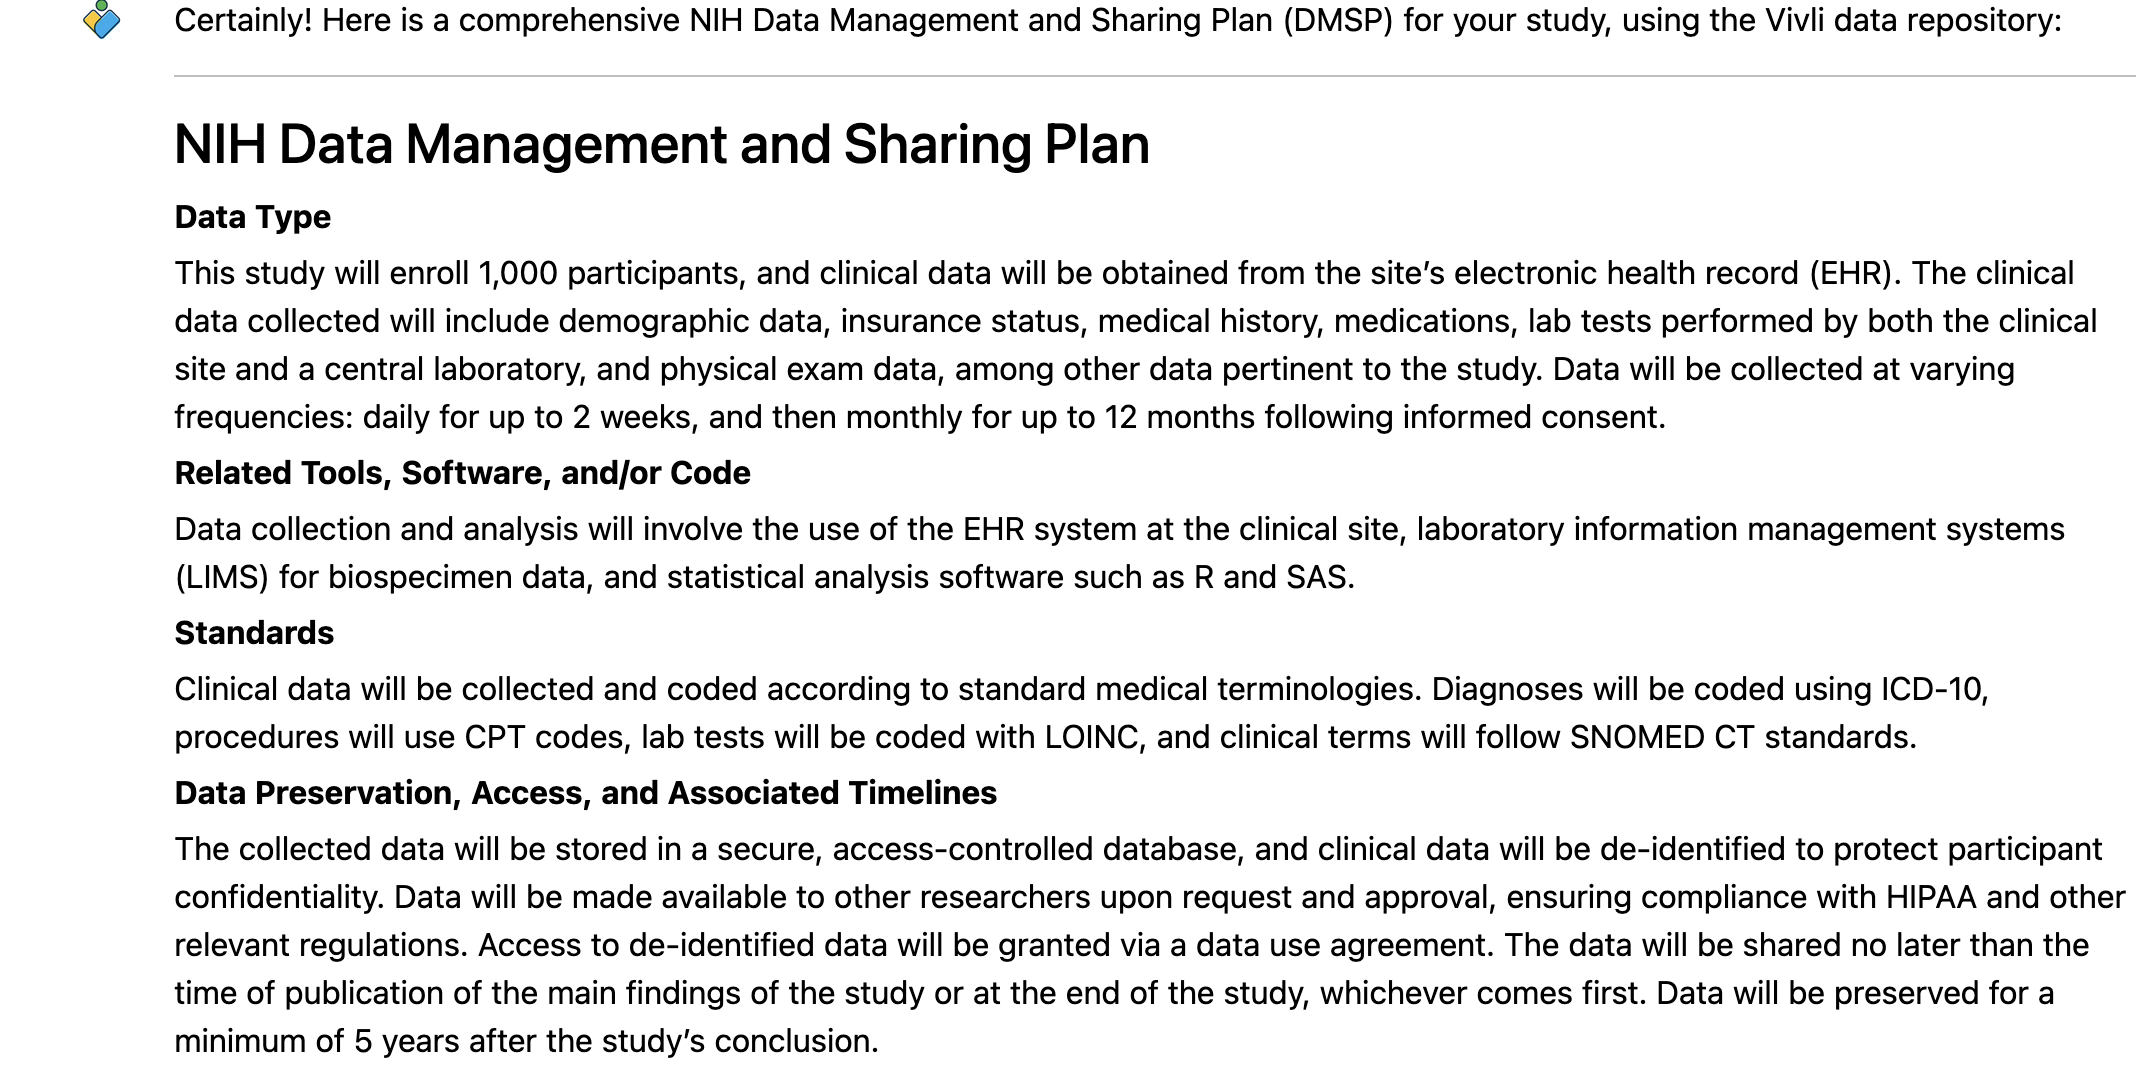 Certainly! Here is a comprehensive NIH Data Management and Sharing Plan (DMSP) for your study, using the Vivli data repository:
NIH Data Management and Sharing Plan
Data Type
This study will enroll 1,000 participants, and clinical data will be obtained from the site’s electronic health record (EHR). The clinical
data collected will include demographic data, insurance status, medical history, medications, lab tests performed by both the clinical
site and a central laboratory, and physical exam data, among other data pertinent to the study. Data will be collected at varying
frequencies: daily for up to 2 weeks, and then monthly for up to 12 months following informed consent.
Related Tools, Software, and/or Code
Data collection and analysis will involve the use of the EHR system at the clinical site, laboratory information management systems
(LIMS) for biospecimen data, and statistical analysis software such as R and SAS.
Standards
Clinical data will be collected and coded according to standard medical terminologies. Diagnoses will be coded using ICD-10,
procedures will use CPT codes, lab tests will be coded with LOINC, and clinical terms will follow SNOMED CT standards.
Data Preservation, Access, and Associated Timelines
The collected data will be stored in a secure, access-controlled database, and clinical data will be de-identified to protect participant
confidentiality. Data will be made available to other researchers upon request and approval, ensuring compliance with HIPAA and other
relevant regulations. Access to de-identified data will be granted via a data use agreement. The data will be shared no later than the
time of publication of the main findings of the study or at the end of the study, whichever comes first. Data will be preserved for a
minimum of 5 years after the study’s conclusion.